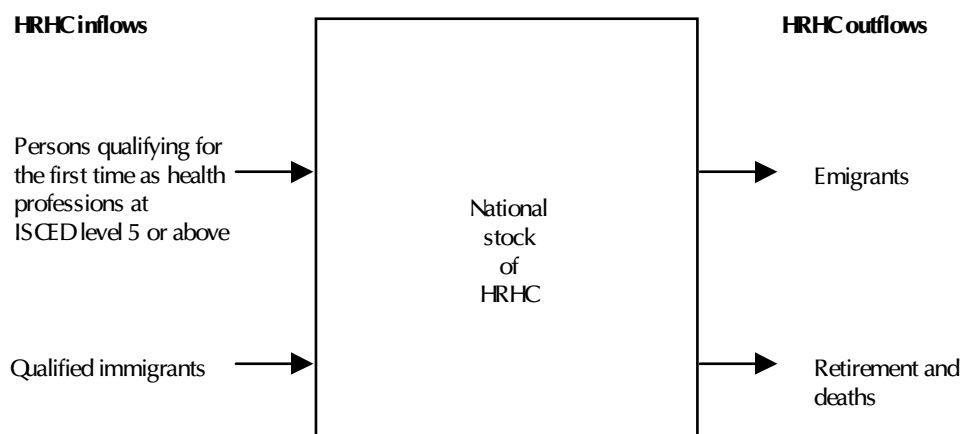 HRHC inflows
HRHC outflows
Persons qualifying for
the first time as health
professions at
ISCED level 5 or above
National
stock
of
HRHC
Emigrants
Qualified immigrants
Retirement and
deaths